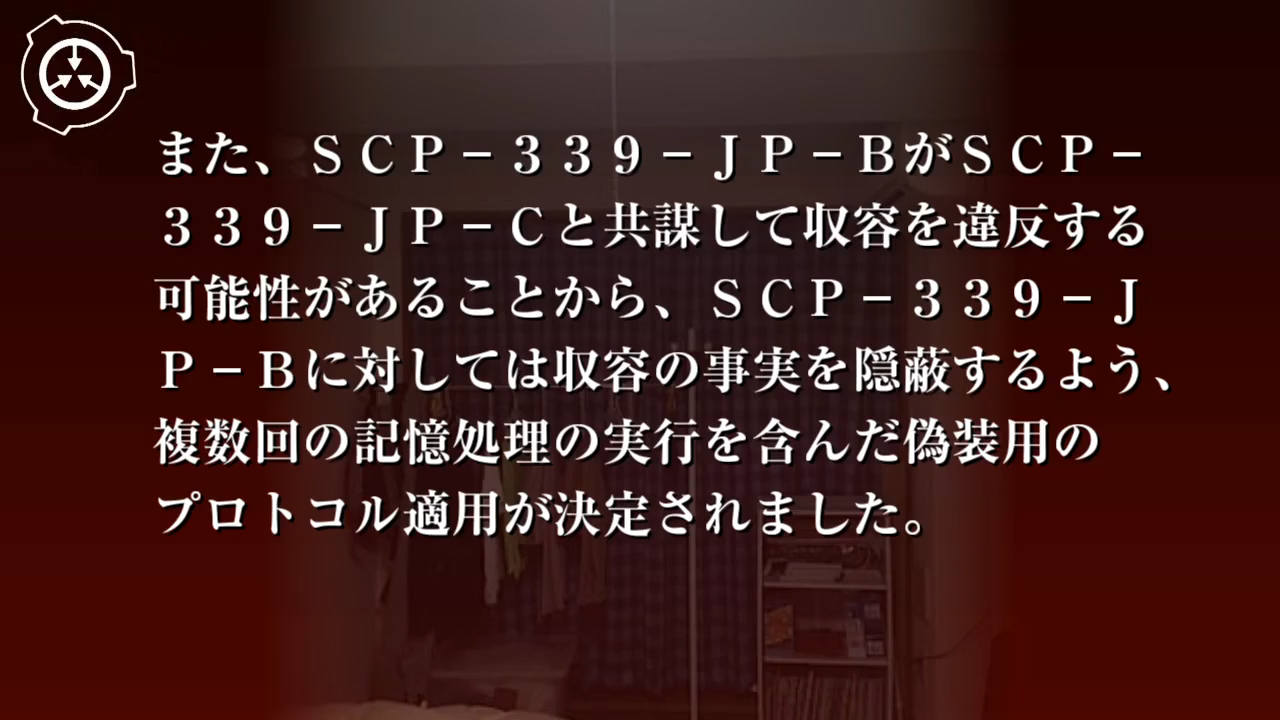 また、ＳＣＰ－３３９－ＪＰ－ＢがＳＣＰ－
３３９－ＪＰ－Ｃと共謀して収容を違反する
可能性があることから、ＳＣＰ－３３９－Ｊ
Ｐ－Ｂに対しては収容の事実を隠蔽するよう、
複数回の記憶処理の実行を含んだ偽装用の
プロトコル適用が決定されました。